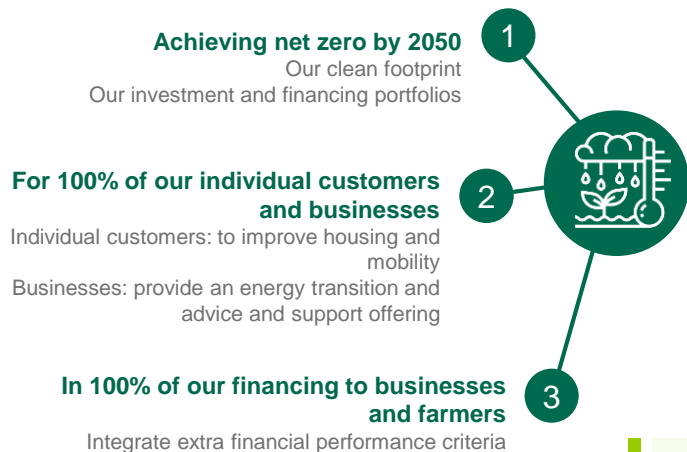 Achieving net zero by 2050
1
Our clean footprint
Our investment and financing portfolios
For 100% of our individual customers
and businesses
2
Individual customers: to improve housing and
mobility
Businesses: provide an energy transition and
advice and support offering
In 100% of our financing to businesses
and farmers
3
Integrate extra financial performance criteria